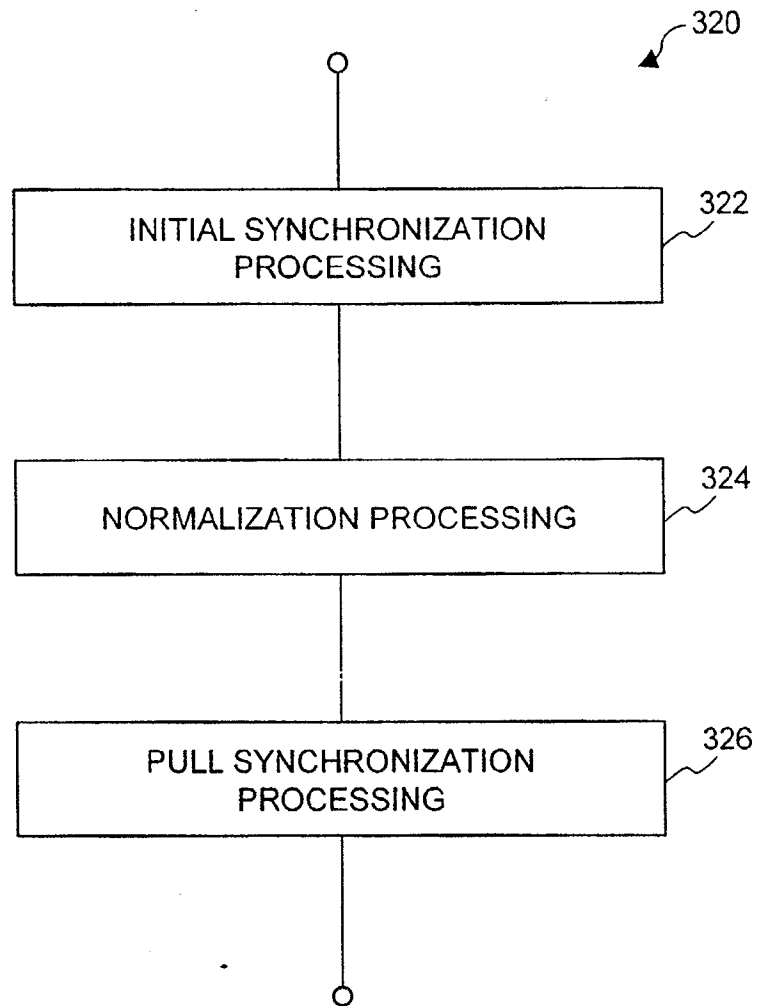 320
INITIAL SYNCHRONIZATION
PROCESSING
322
NORMALIZATION PROCESSING
324
PULL SYNCHRONIZATION
PROCESSING
326